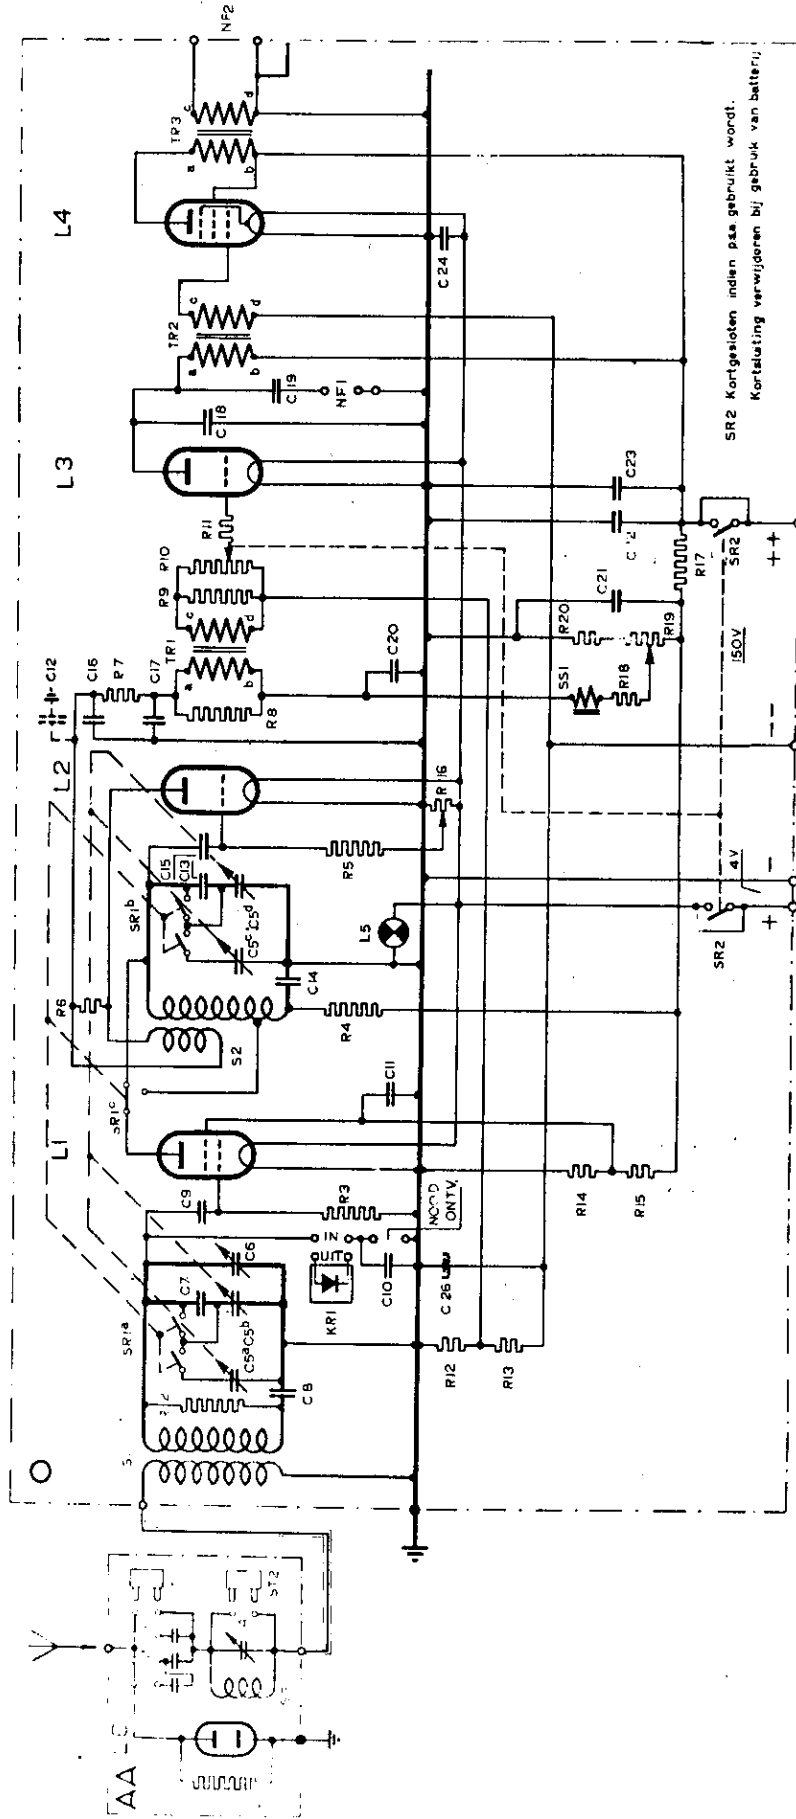 NF2
L4
L3
L2
L1
TR3
a
c
b
d
TR2
a
c
b
d
C24
C18
C19
NF1
R11
R10
R9
TR1
a
c
b
d
R8
C12
C16
R7
C17
C20
C23
C21
R17
R20
R19
R18
SS1
SR2
150V
++
--
4V
-
+
SR2
SR2 Kortgesloten indien p.s.a. gebruikt wordt.
Kortsluiting verwijderen bij gebruik van batterij
R6
SR1b
C15
C13
C5c
C5d
R5
R16
L5
C14
R4
S2
SR1c
C11
R14
R15
C9
R3
NOOD
ONTV.
IN
UIT
C10
C26
KR1
C6
C7
SR1a
C5a
C5b
C8
R12
R13
ST2
AA